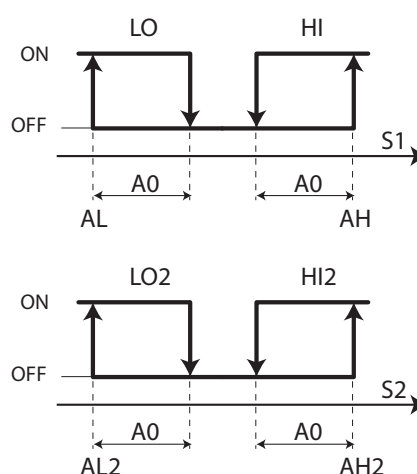 LO HI
ON
OFF
S1
A0 A0
AL AH
LO2 HI2
ON
OFF
S2
A0 A0
AL2 AH2